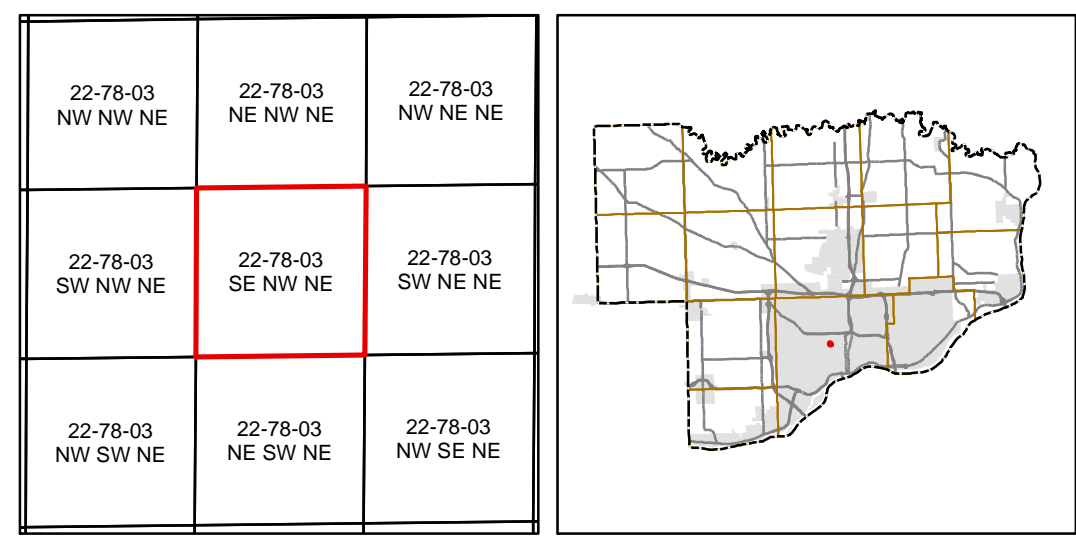 22-78-03
NW NW NE
22-78-03
NE NW NE
22-78-03
NW NE NE
22-78-03
SW NW NE
22-78-03
SE NW NE
22-78-03
SW NE NE
22-78-03
NW SW NE
22-78-03
NE SW NE
22-78-03
NW SE NE